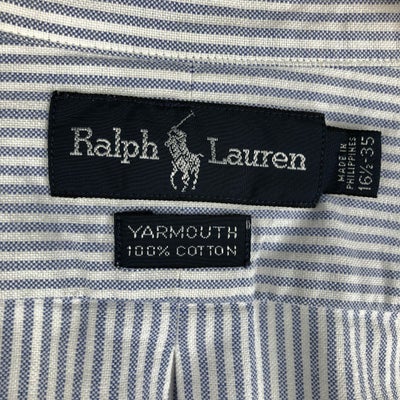 Ralph Lauren
MADE IN
PHILIPPINES
16½-35
YARMOUTH
100% COTTON